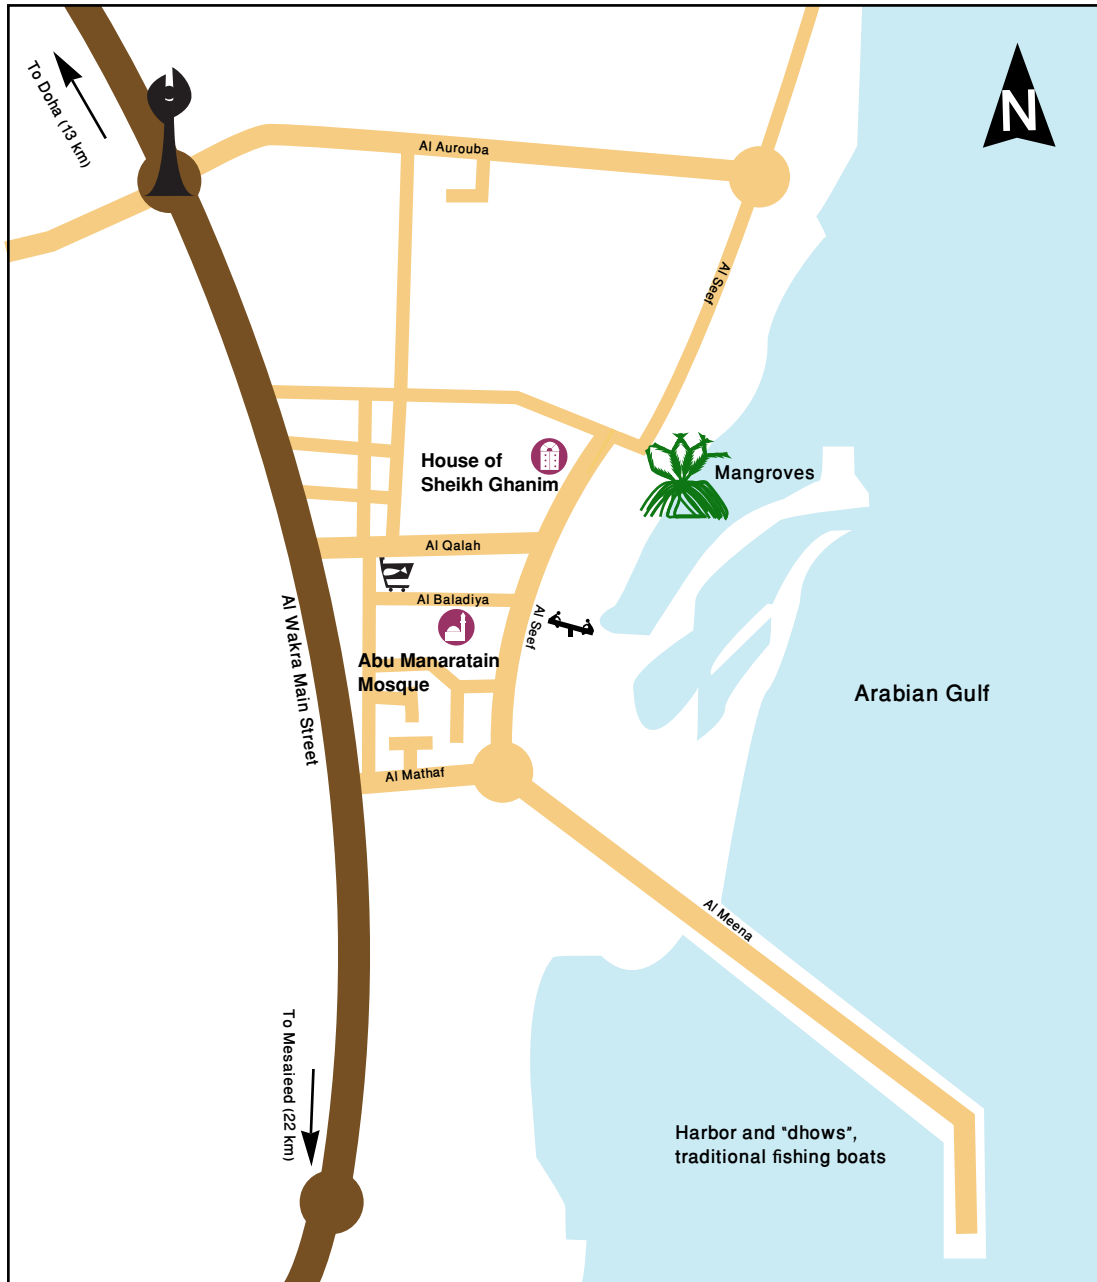 N
To Doha (13 km)
Al Aurouba
Al Seef
House of
Sheikh Ghanim
Mangroves
Al Qalah
Al Baladiya
Al Seef
Al Wakra Main Street
Abu Manaratain
Mosque
Arabian Gulf
Al Mathaf
Al Meena
To Mesaieed (22 km)
Harbor and "dhows",
traditional fishing boats